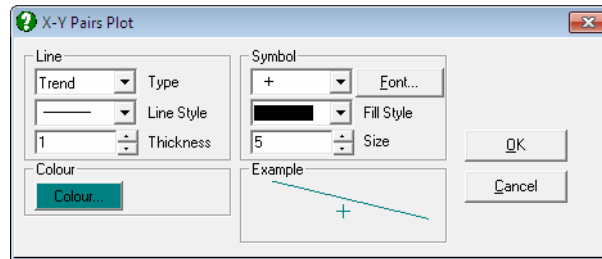 X-Y Pairs Plot
Line
Trend Type
Line Style
1 Thickness
Colour
Colour...
Symbol
+ Font...
Fill Style
5 Size
Example
OK
Cancel